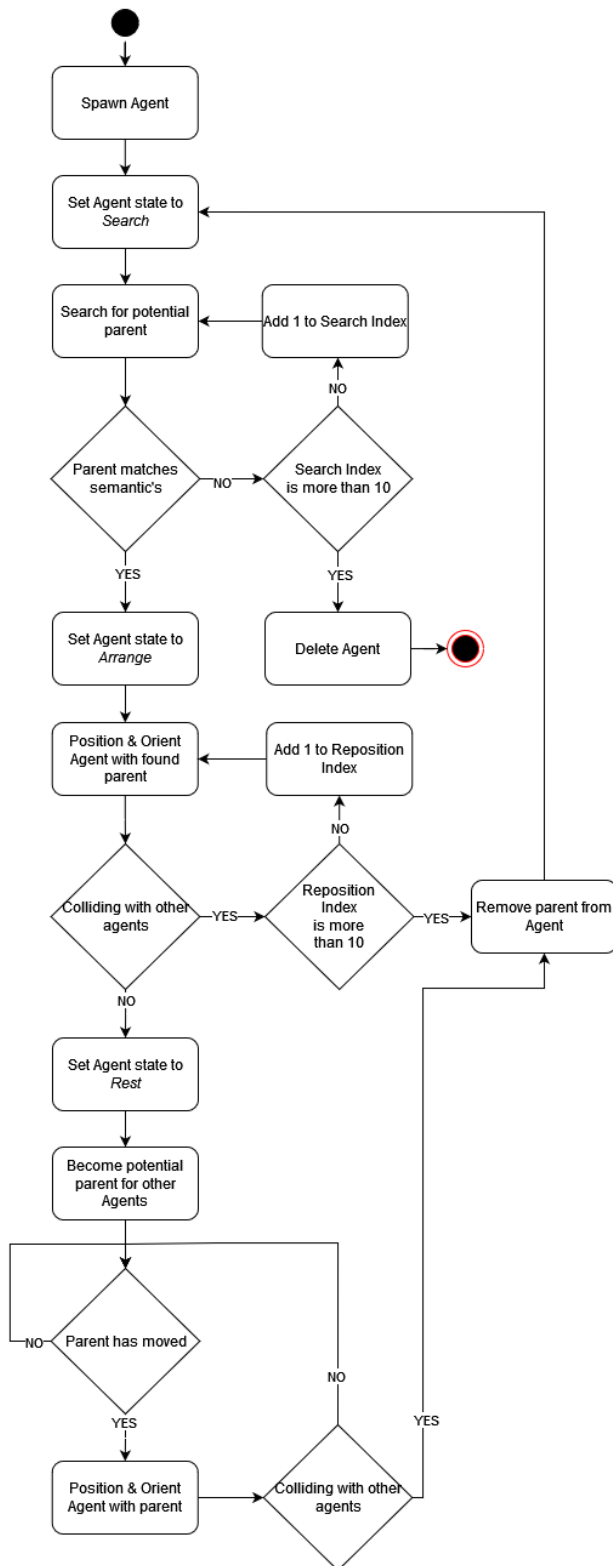 Spawn Agent
Set Agent state to
Search
Search for potential
parent
Add 1 to Search Index
NO
Parent matches
semantic's
NO
Search Index
is more than 10
YES
YES
Set Agent state to
Arrange
Delete Agent
Position & Orient
Agent with found
parent
Add 1 to Reposition
Index
NO
Colliding with other
agents
YES
Reposition
Index
is more
than 10
YES
Remove parent from
Agent
NO
Set Agent state to
Rest
Become potential
parent for other
Agents
Parent has moved
NO
NO
YES
YES
Position & Orient
Agent with parent
Colliding with other
agents